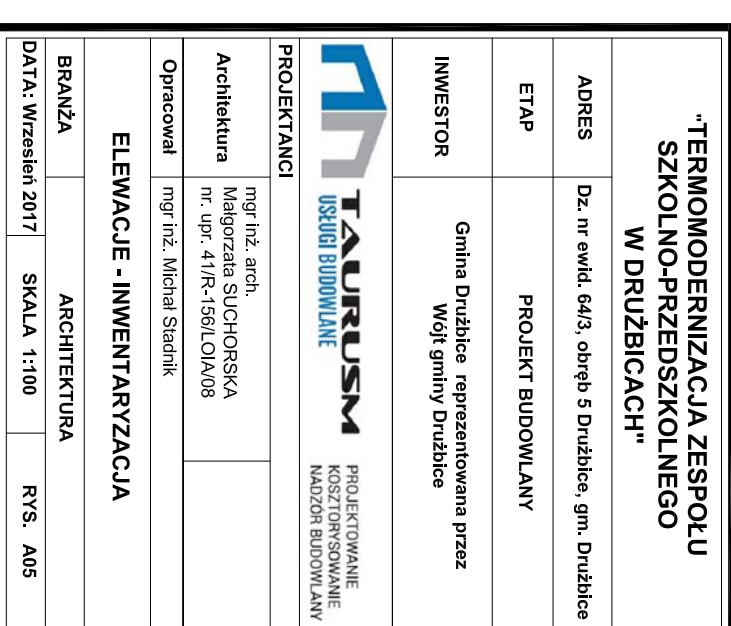 "TERMOMODERNIZACJA ZESPOŁU
SZKOLNO-PRZEDSZKOLNEGO
W DRUŻBICACH"
ADRES
Dz. nr ewid. 64/3, obręb 5 Drużbice, gm. Drużbice
ETAP
PROJEKT BUDOWLANY
INWESTOR
Gmina Drużbice reprezentowana przez
Wójt gminy Drużbice
TAURUSM
USŁUGI BUDOWLANE
PROJEKTOWANIE
KOSZTORYSOWANIE
NADZÓR BUDOWLANY
PROJEKTANCI
Architektura
mgr inż. arch.
Małgorzata SUCHORSKA
nr. upr. 41/R-156/LOIA/08
Opracował
mgr inż. Michał Stadnik
ELEWACJE - INWENTARYZACJA
BRANŻA
ARCHITEKTURA
DATA: Wrzesień 2017
SKALA 1:100
RYS. A05